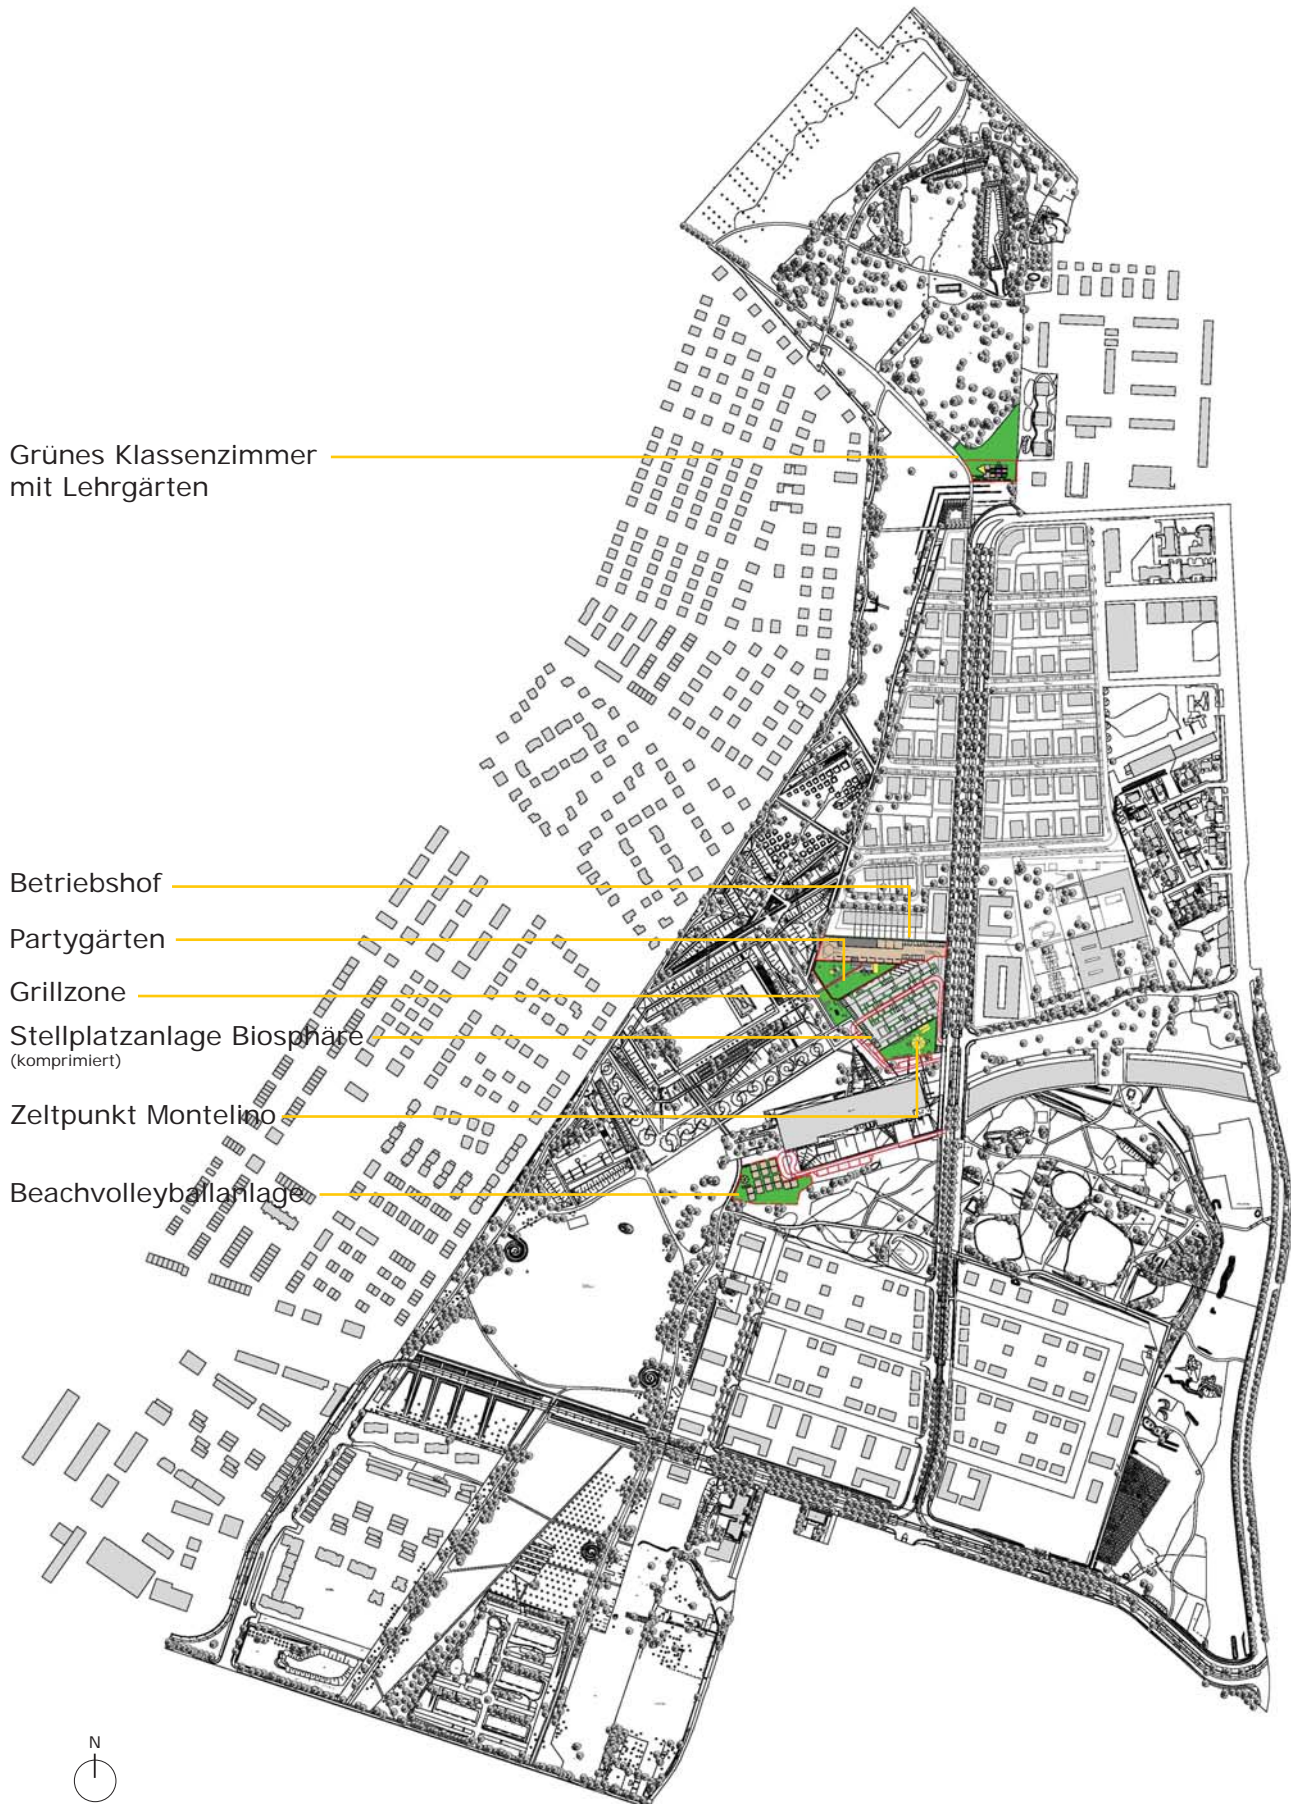 Grünes Klassenzimmer
mit Lehrgärten
Betriebshof
Partygärten
Grillzone
Stellplatzanlage Biosphäre
(komprimiert)
Zeltpunkt Montelino
Beachvolleyballanlage
N